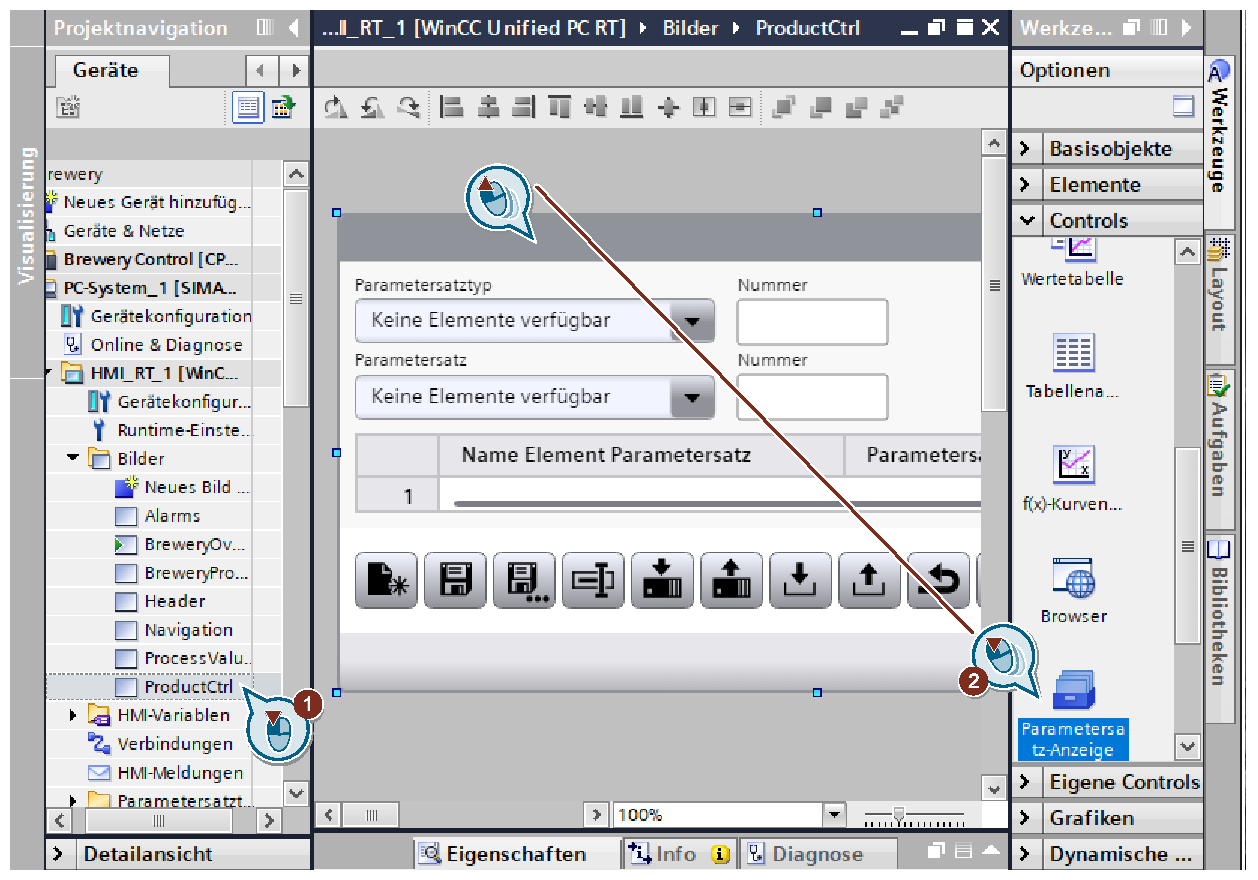 Projektnavigation
Geräte
Visualisierung
rewery
Neues Gerät hinzufüg...
Geräte & Netze
Brewery Control [CP...
PC-System_1 [SIMA...
Gerätekonfiguration
Online & Diagnose
HMI_RT_1 [WinC...
Gerätekonfigur...
Runtime-Einste...
Bilder
Neues Bild ...
Alarms
BreweryOv...
BreweryPro...
Header
Navigation
ProcessValu..
ProductCtrl
1
HMI-Variablen
Verbindungen
HMI-Meldungen
Parametersatzt...
Detailansicht
..._RT_1 [WinCC Unified PC RT] Bilder ProductCtrl
Parametersatztyp Nummer
Keine Elemente verfügbar
Parametersatz Nummer
Keine Elemente verfügbar
Name Element Parametersatz Parametersa
1
100%
Eigenschaften Info Diagnose
Werkze...
Optionen
Basisobjekte
Elemente
Controls
Wertetabelle
Tabellena...
f(x)-Kurven...
Browser
2
Parametersa
tz-Anzeige
Eigene Controls
Grafiken
Dynamische ...
Werkzeuge
Layout
Aufgaben
Bibliotheken